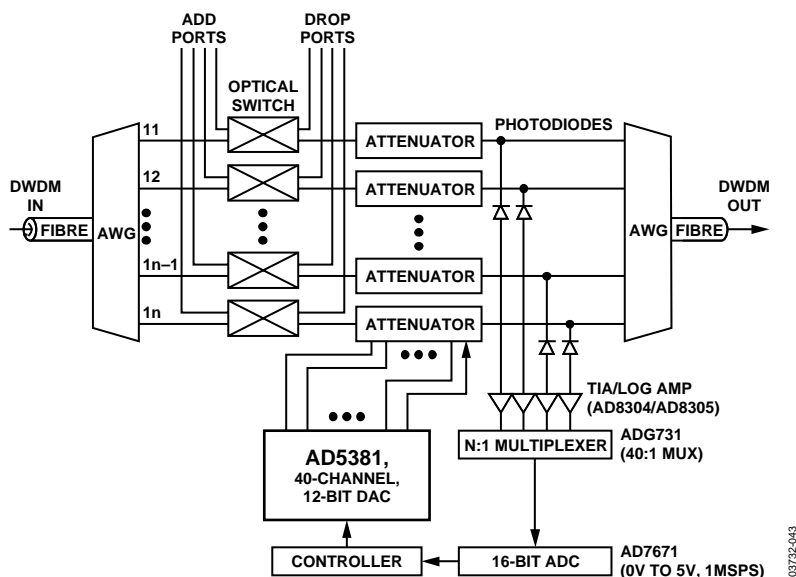 ADD
PORTS
DROP
PORTS
OPTICAL
SWITCH
PHOTODIODES
11
ATTENUATOR
12
ATTENUATOR
DWDM
IN
FIBRE
AWG
AWG
FIBRE
DWDM
OUT
1n–1
ATTENUATOR
1n
ATTENUATOR
TIA/LOG AMP
(AD8304/AD8305)
AD5381,
40-CHANNEL,
12-BIT DAC
N:1 MULTIPLEXER
ADG731
(40:1 MUX)
CONTROLLER
16-BIT ADC
AD7671
(0V TO 5V, 1MSPS)
03732-043